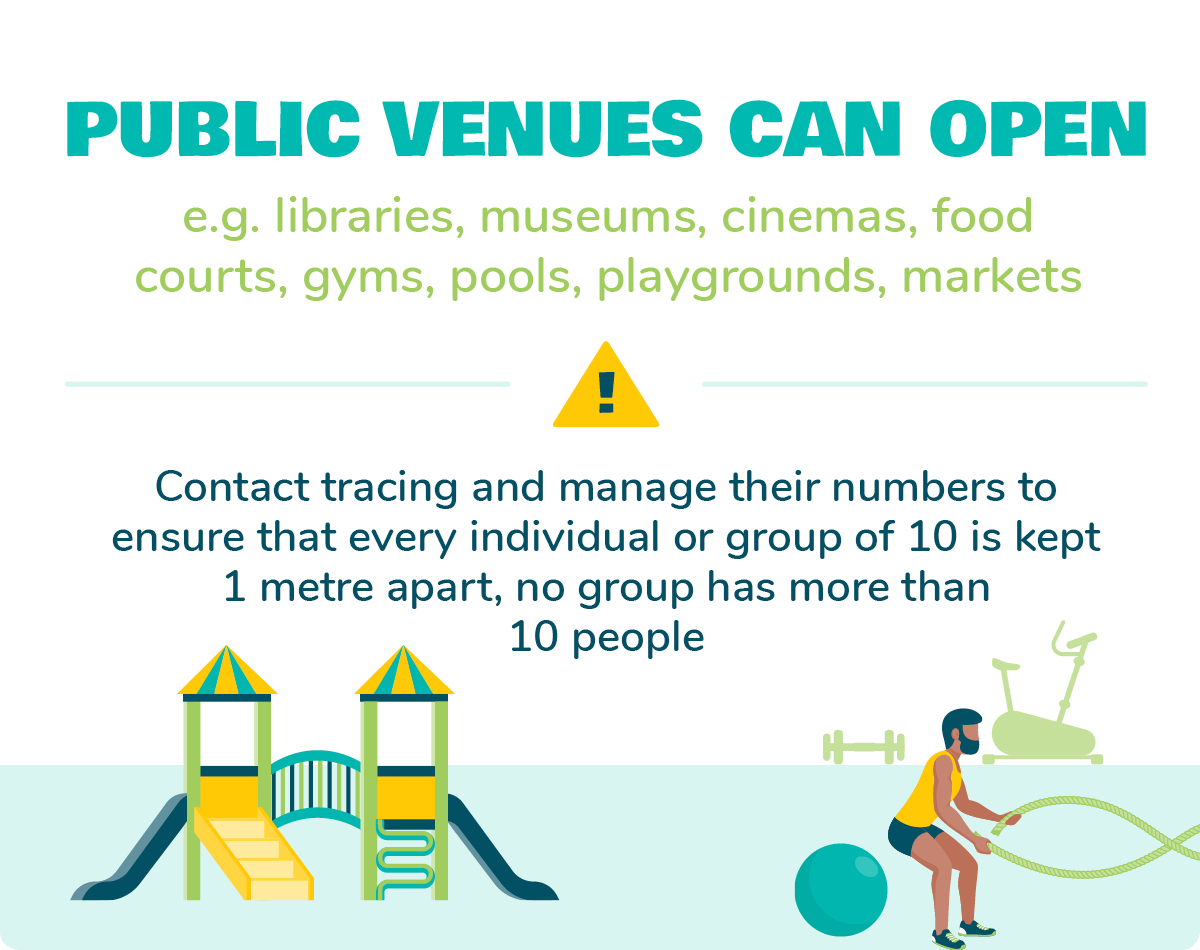 PUBLIC VENUES CAN OPEN
e.g. libraries, museums, cinemas, food
courts, gyms, pools, playgrounds, markets
!
Contact tracing and manage their numbers to
ensure that every individual or group of 10 is kept
1 metre apart, no group has more than
10 people